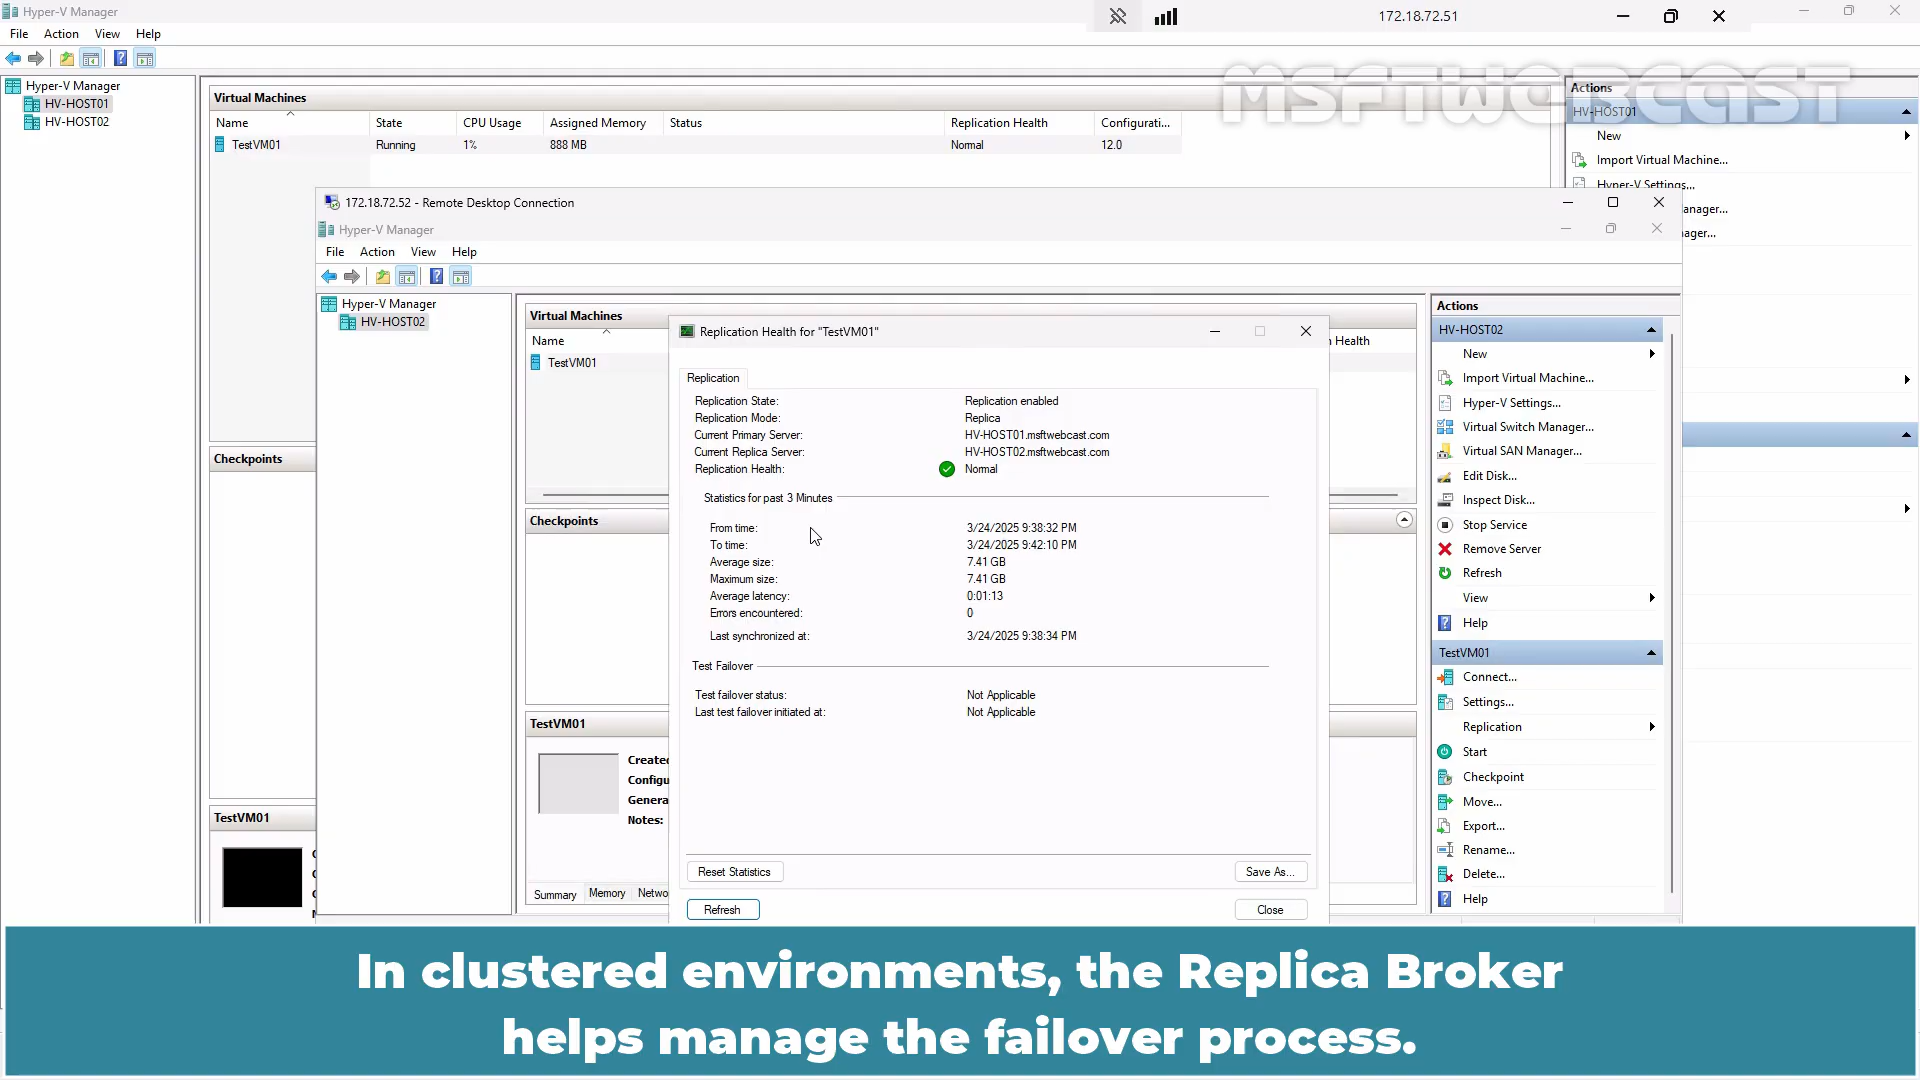 Hyper-V Manager
172.18.72.51
File Action View Help
Hyper-V Manager
HV-HOST01
HV-HOST02
Virtual Machines
Name State CPU Usage Assigned Memory Status Replication Health Configurati...
TestVM01 Running 1% 888 MB Normal 12.0
MSFTWEBCAST
Actions
HV-HOST01
New
Import Virtual Machine...
Hyper-V Settings...
anager...
ager...
Checkpoints
TestVM01
172.18.72.52 - Remote Desktop Connection
Hyper-V Manager
File Action View Help
Hyper-V Manager
HV-HOST02
Virtual Machines
Name
n Health
TestVM01
Checkpoints
TestVM01
Created
Configu
Genera
Notes:
Summary Memory Netwo
Replication Health for "TestVM01"
Replication
Replication State: Replication enabled
Replication Mode: Replica
Current Primary Server: HV-HOST01.msftwebcast.com
Current Replica Server: HV-HOST02.msftwebcast.com
Replication Health: Normal
Statistics for past 3 Minutes
From time: 3/24/2025 9:38:32 PM
To time: 3/24/2025 9:42:10 PM
Average size: 7.41 GB
Maximum size: 7.41 GB
Average latency: 0:01:13
Errors encountered: 0
Last synchronized at: 3/24/2025 9:38:34 PM
Test Failover
Test failover status: Not Applicable
Last test failover initiated at: Not Applicable
Reset Statistics
Save As...
Refresh
Close
Actions
HV-HOST02
New
Import Virtual Machine...
Hyper-V Settings...
Virtual Switch Manager...
Virtual SAN Manager...
Edit Disk...
Inspect Disk...
Stop Service
Remove Server
Refresh
View
Help
TestVM01
Connect...
Settings...
Replication
Start
Checkpoint
Move...
Export...
Rename...
Delete...
Help
In clustered environments, the Replica Broker
helps manage the failover process.